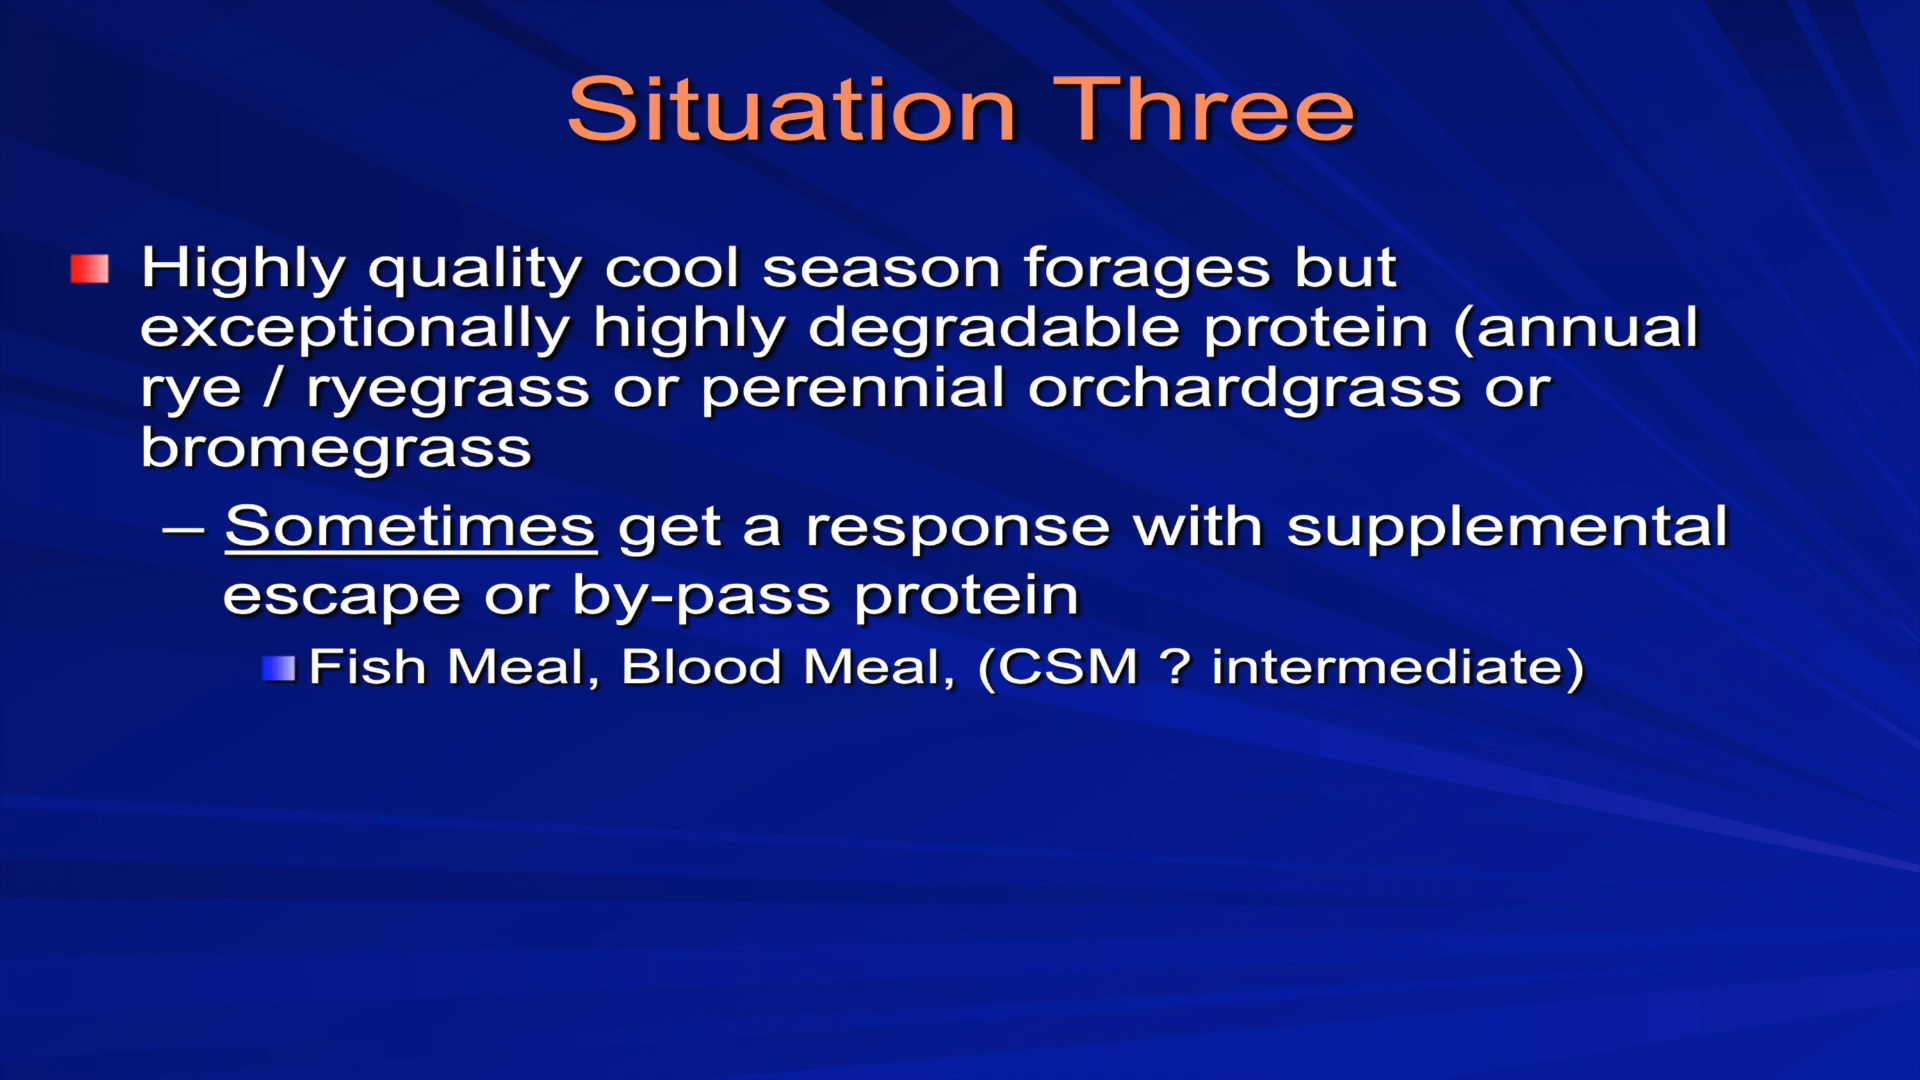 Situation Three
Highly quality cool season forages but
exceptionally highly degradable protein (annual
rye / ryegrass or perennial orchardgrass or
bromegrass
– Sometimes get a response with supplemental
escape or by-pass protein
Fish Meal, Blood Meal, (CSM ? intermediate)